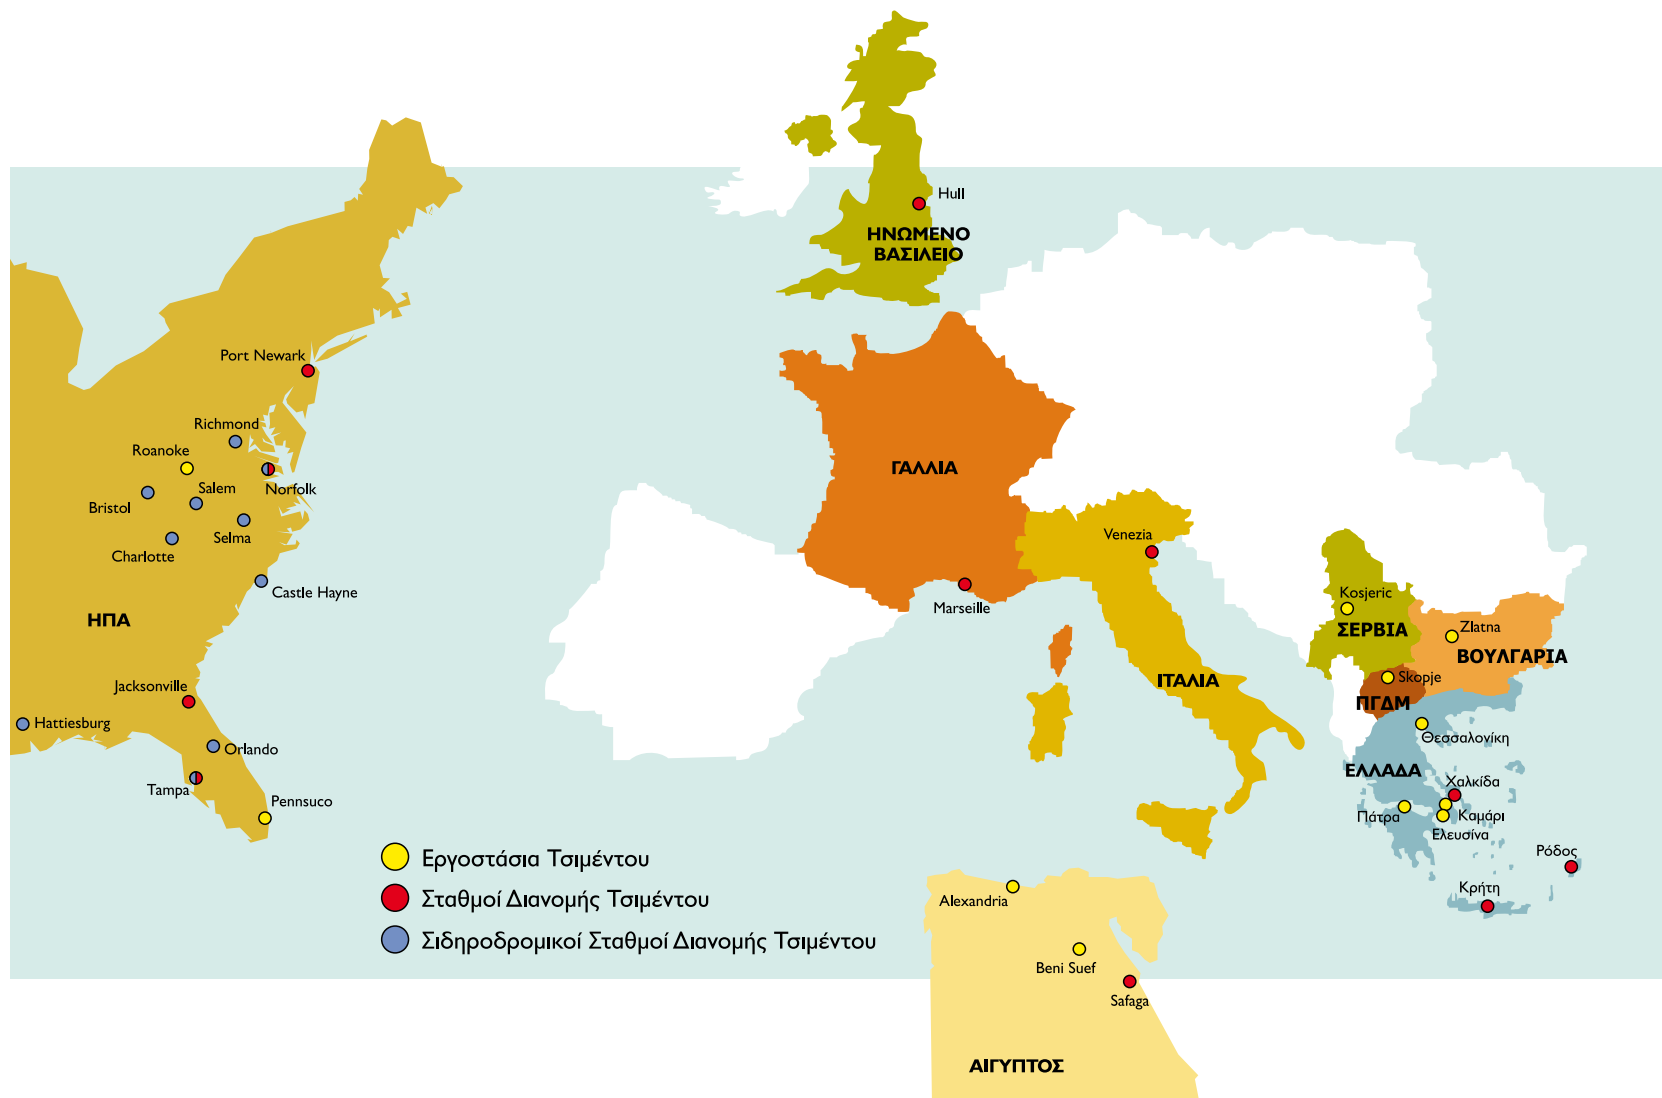 Hull
ΗΝΩΜΕΝΟ
ΒΑΣΙΛΕΙΟ
Port Newark
Richmond
Roanoke
Salem
Norfolk
Bristol
Selma
Charlotte
Castle Hayne
ΗΠΑ
Jacksonville
Hattiesburg
Orlando
Tampa
Pennsuco
ΓΑΛΛΙΑ
Marseille
Venezia
ΙΤΑΛΙΑ
Kosjeric
ΣΕΡΒΙΑ
Zlatna
ΒΟΥΛΓΑΡΙΑ
Skopje
ΠΓΔΜ
Θεσσαλονίκη
ΕΛΛΑΔΑ
Χαλκίδα
Πάτρα
Καμάρι
Ελευσίνα
Ρόδος
Κρήτη
Εργοστάσια Τσιμέντου
Σταθμοί Διανομής Τσιμέντου
Σιδηροδρομικοί Σταθμοί Διανομής Τσιμέντου
Alexandria
Beni Suef
Safaga
ΑΙΓΥΠΤΟΣ